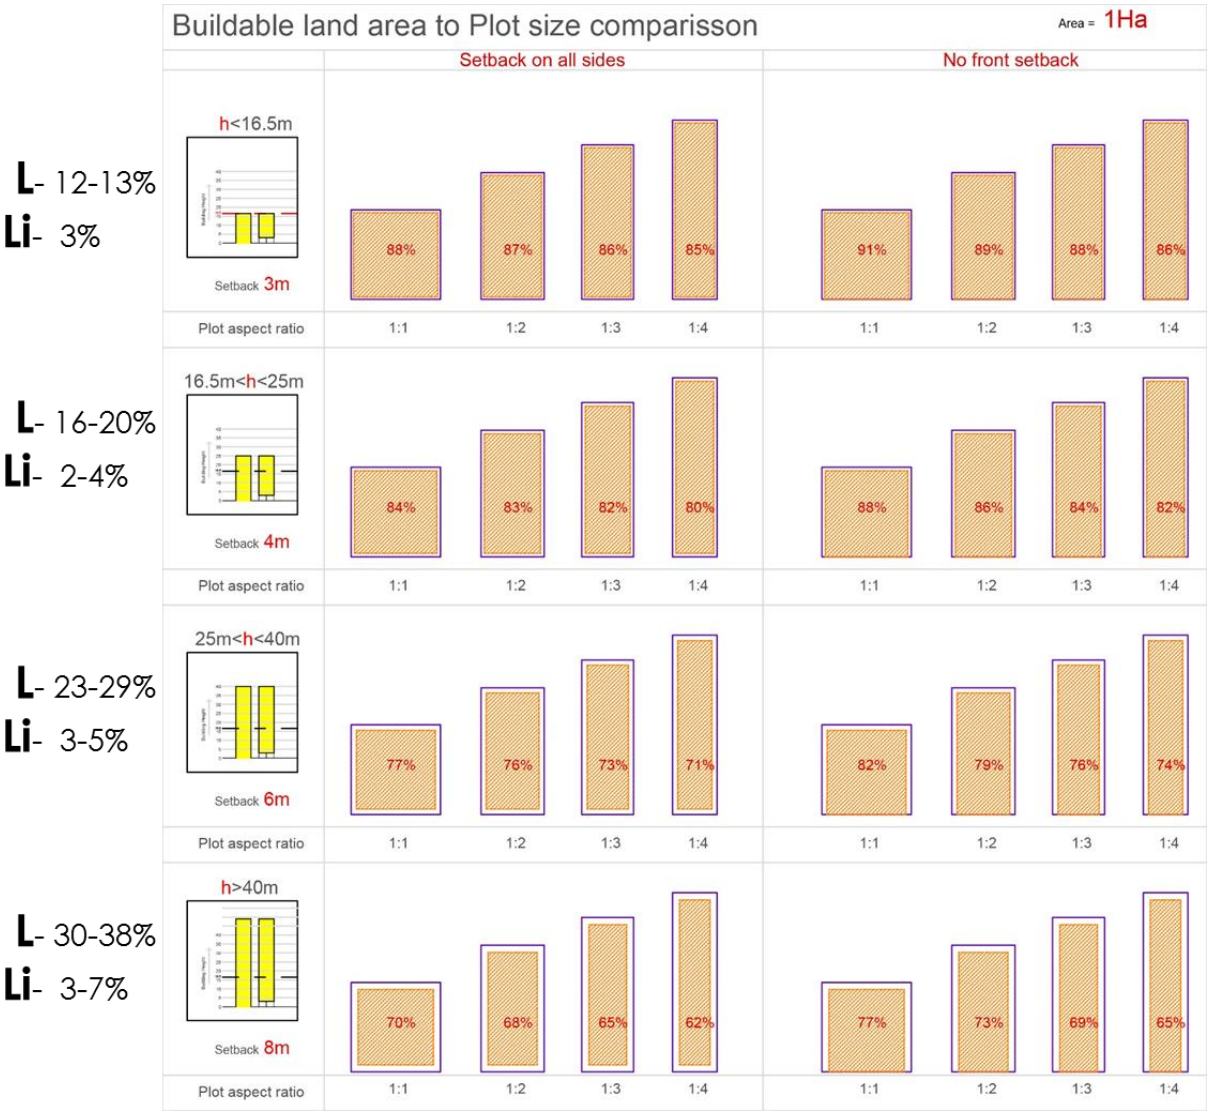 Buildable land area to Plot size comparisson
Area = 1Ha
Setback on all sides
No front setback
L- 12-13%
Li- 3%
h<16.5m
Setback 3m
88% 87% 86% 85%
91% 89% 88% 86%
Plot aspect ratio
1:1 1:2 1:3 1:4
1:1 1:2 1:3 1:4
L- 16-20%
Li- 2-4%
16.5m<h<25m
Setback 4m
84% 83% 82% 80%
88% 86% 84% 82%
Plot aspect ratio
1:1 1:2 1:3 1:4
1:1 1:2 1:3 1:4
L- 23-29%
Li- 3-5%
25m<h<40m
Setback 6m
77% 76% 73% 71%
82% 79% 76% 74%
Plot aspect ratio
1:1 1:2 1:3 1:4
1:1 1:2 1:3 1:4
L- 30-38%
Li- 3-7%
h>40m
Setback 8m
70% 68% 65% 62%
77% 73% 69% 65%
Plot aspect ratio
1:1 1:2 1:3 1:4
1:1 1:2 1:3 1:4